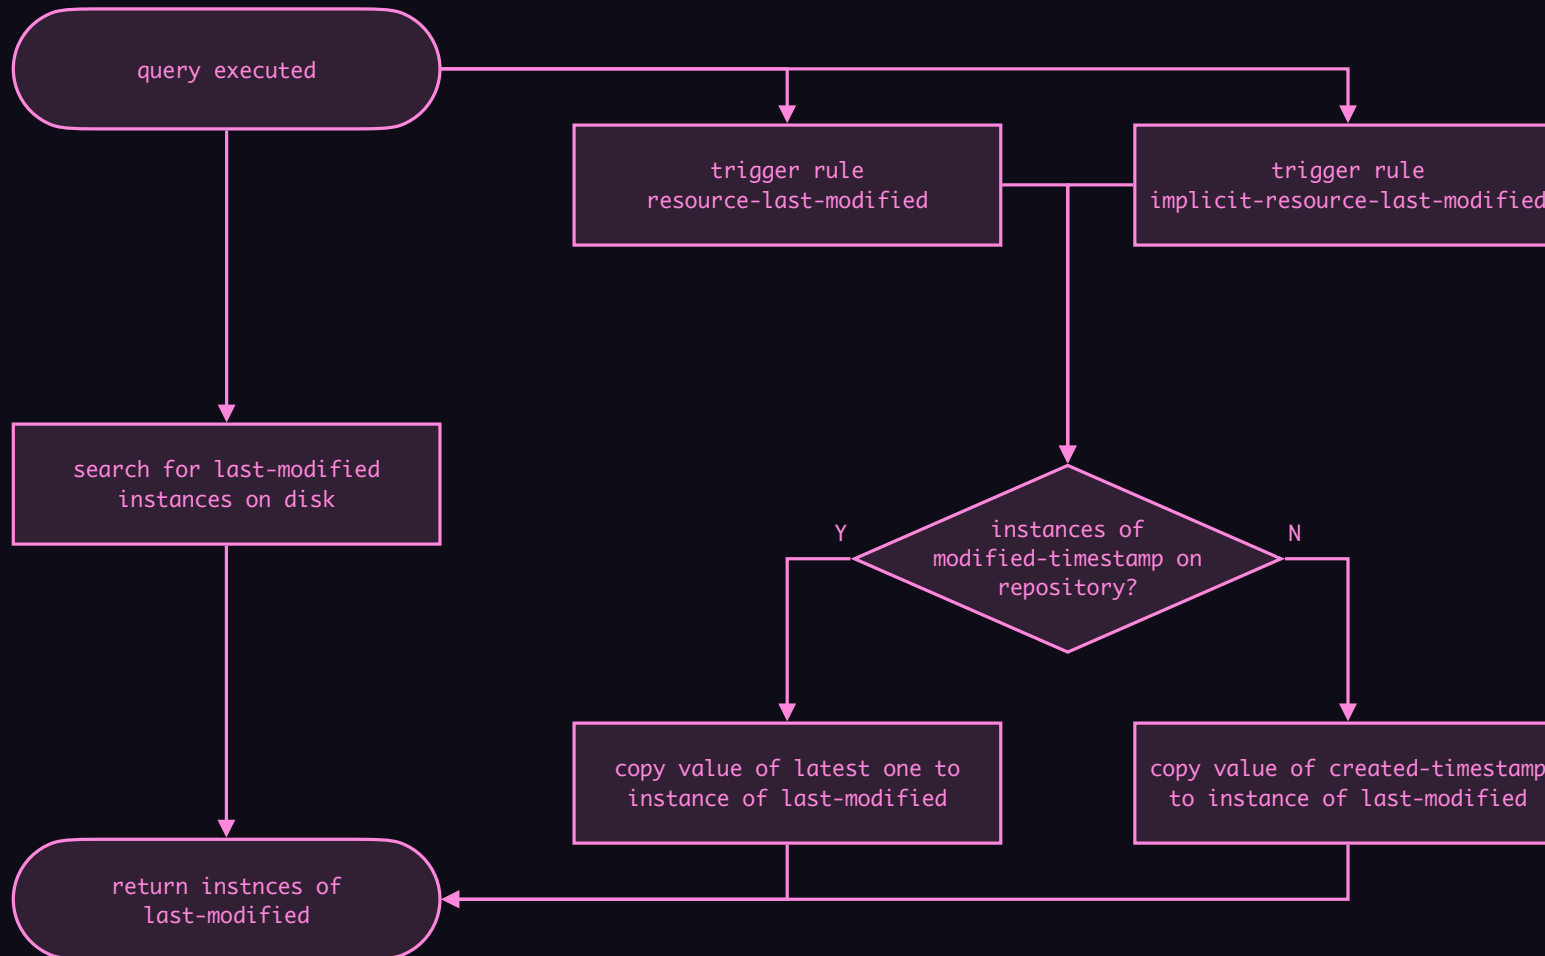 query executed
trigger rule
resource-last-modified
trigger rule
implicit-resource-last-modified
search for last-modified
instances on disk
Y
N
instances of
modified-timestamp on
repository?
copy value of latest one to
instance of last-modified
copy value of created-timestamp
to instance of last-modified
return instnces of
last-modified